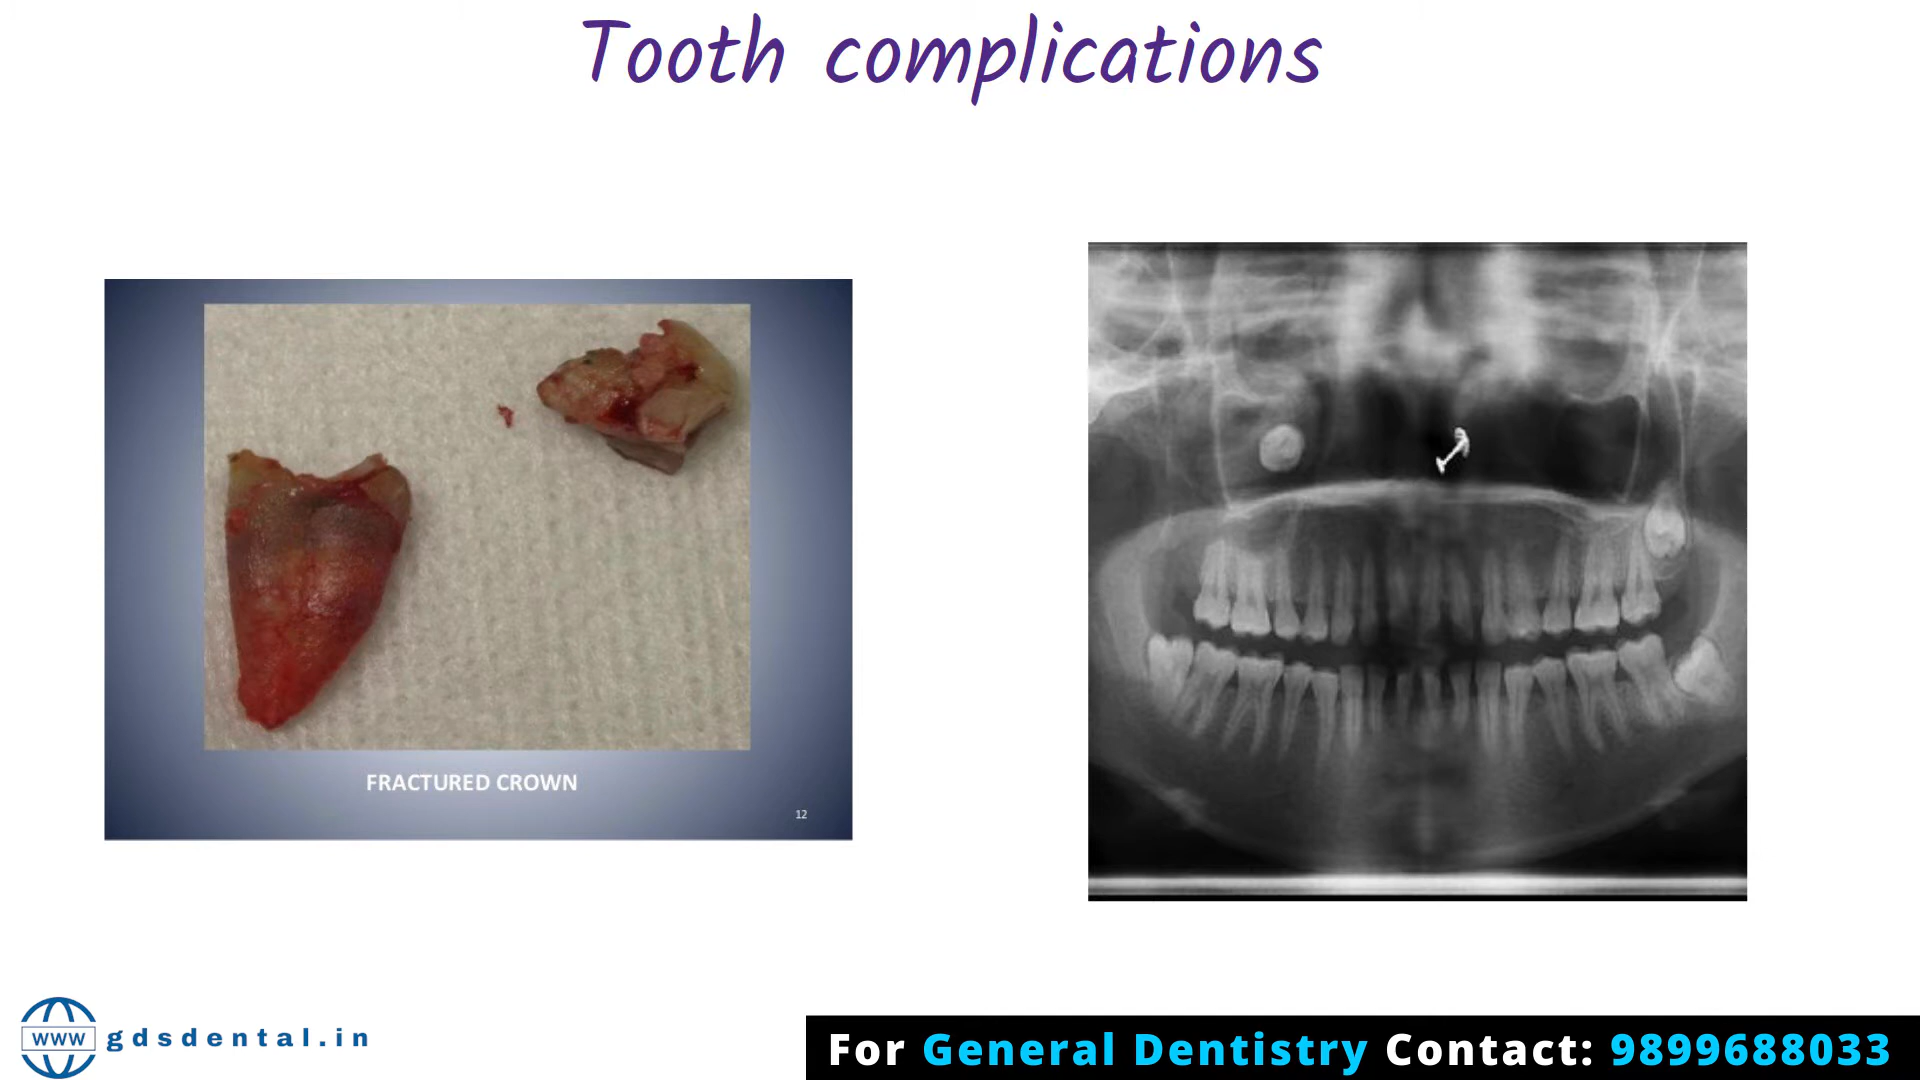 Tooth complications
FRACTURED CROWN
12
www
gdsdental.in
For General Dentistry Contact: 9899688033